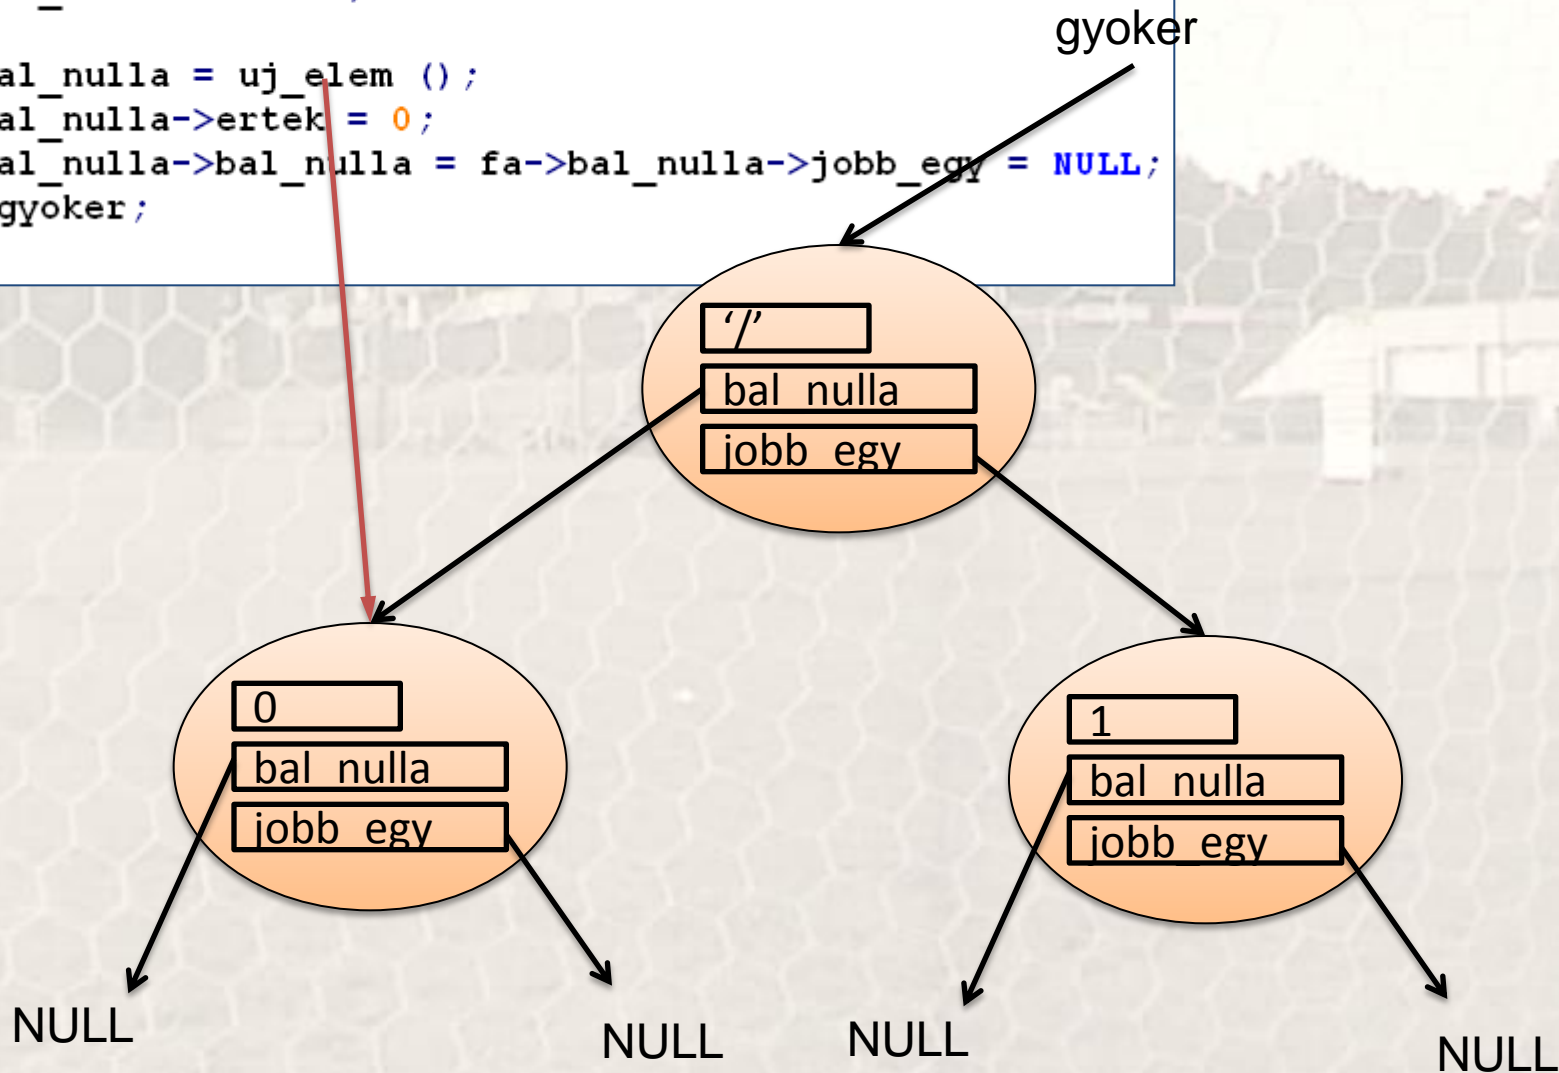 gyoker
al_nulla = uj_elem ();
al_nulla->ertek = 0;
al_nulla->bal_nulla = fa->bal_nulla->jobb_egy = NULL;
gyoker;
‘/’
bal_nulla
jobb_egy
0
bal_nulla
jobb_egy
1
bal_nulla
jobb_egy
NULL
NULL
NULL
NULL